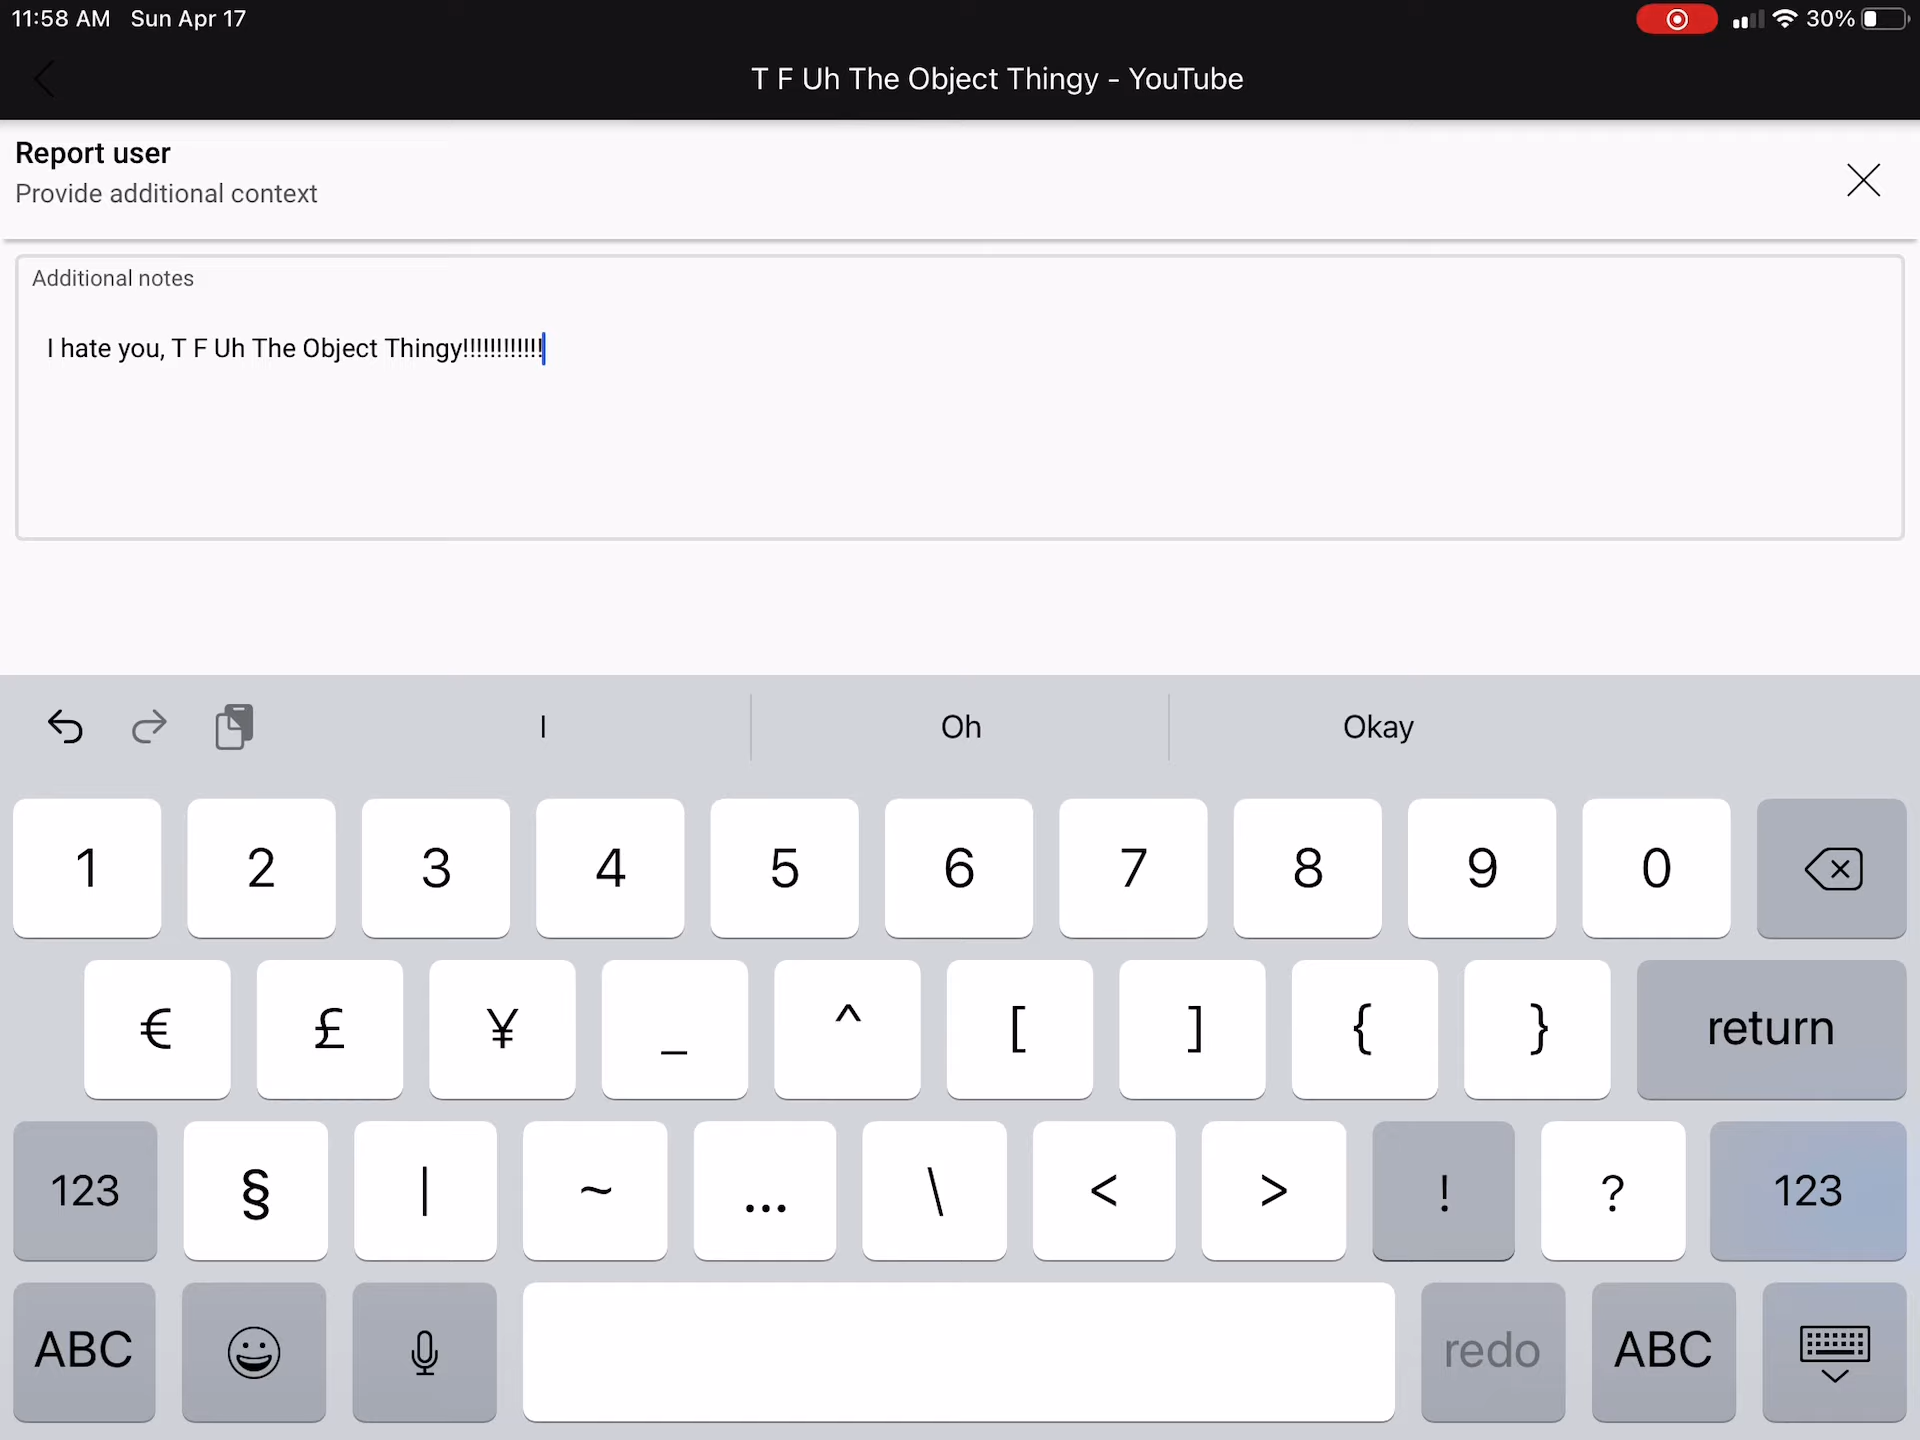 11:58 AM Sun Apr 17
30%
T F Uh The Object Thingy - YouTube
Report user
Provide additional context
Additional notes
I hate you, T F Uh The Object Thingy!!!!!!!!!!!!
I Oh Okay
1 2 3 4 5 6 7 8 9 0
€ £ ¥ _ ^ [ ] { } return
123 § | ~ ... \ < > ! ? 123
ABC redo ABC